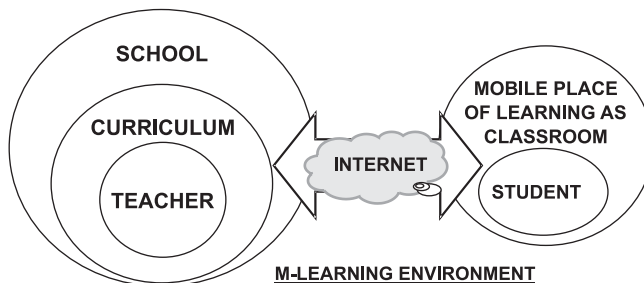 SCHOOL
CURRICULUM
TEACHER
INTERNET
MOBILE PLACE
OF LEARNING AS
CLASSROOM
STUDENT
M-LEARNING ENVIRONMENT